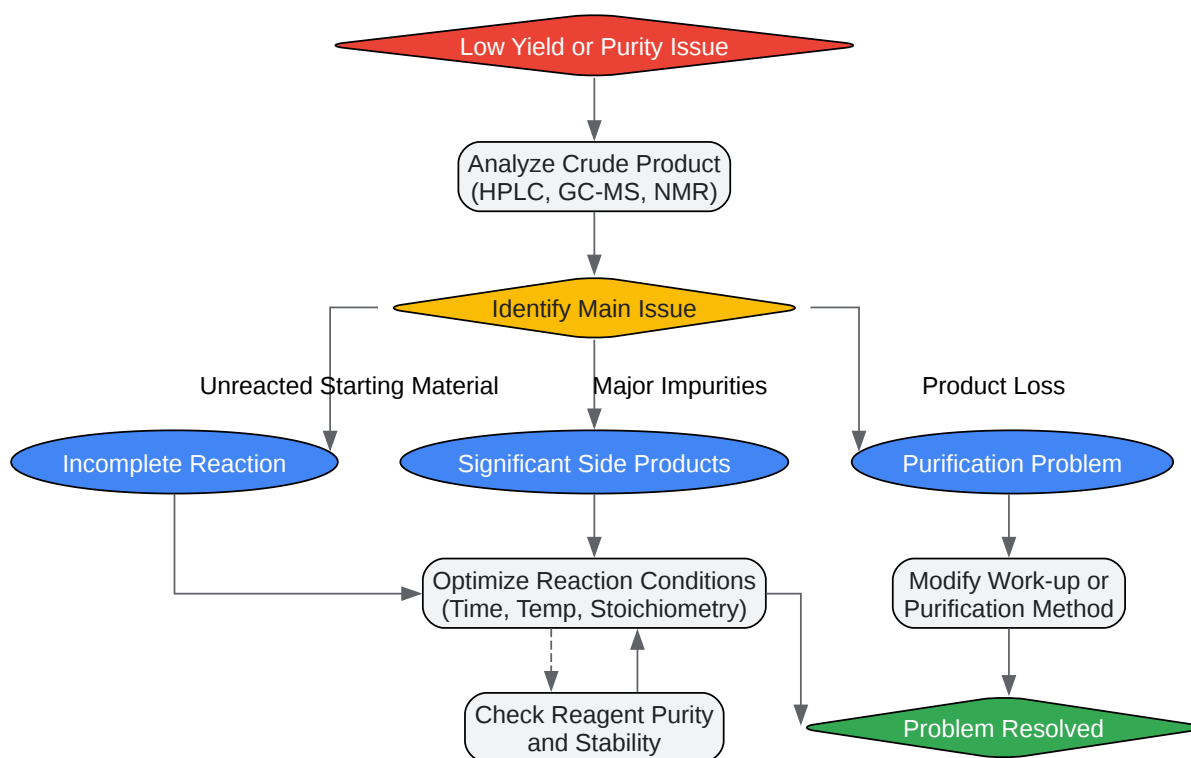 Low Yield or Purity Issue
Analyze Crude Product
(HPLC, GC-MS, NMR)
Identify Main Issue
Unreacted Starting Material
Major Impurities
Product Loss
Incomplete Reaction
Significant Side Products
Purification Problem
Optimize Reaction Conditions
(Time, Temp, Stoichiometry)
Modify Work-up or
Purification Method
Check Reagent Purity
and Stability
Problem Resolved